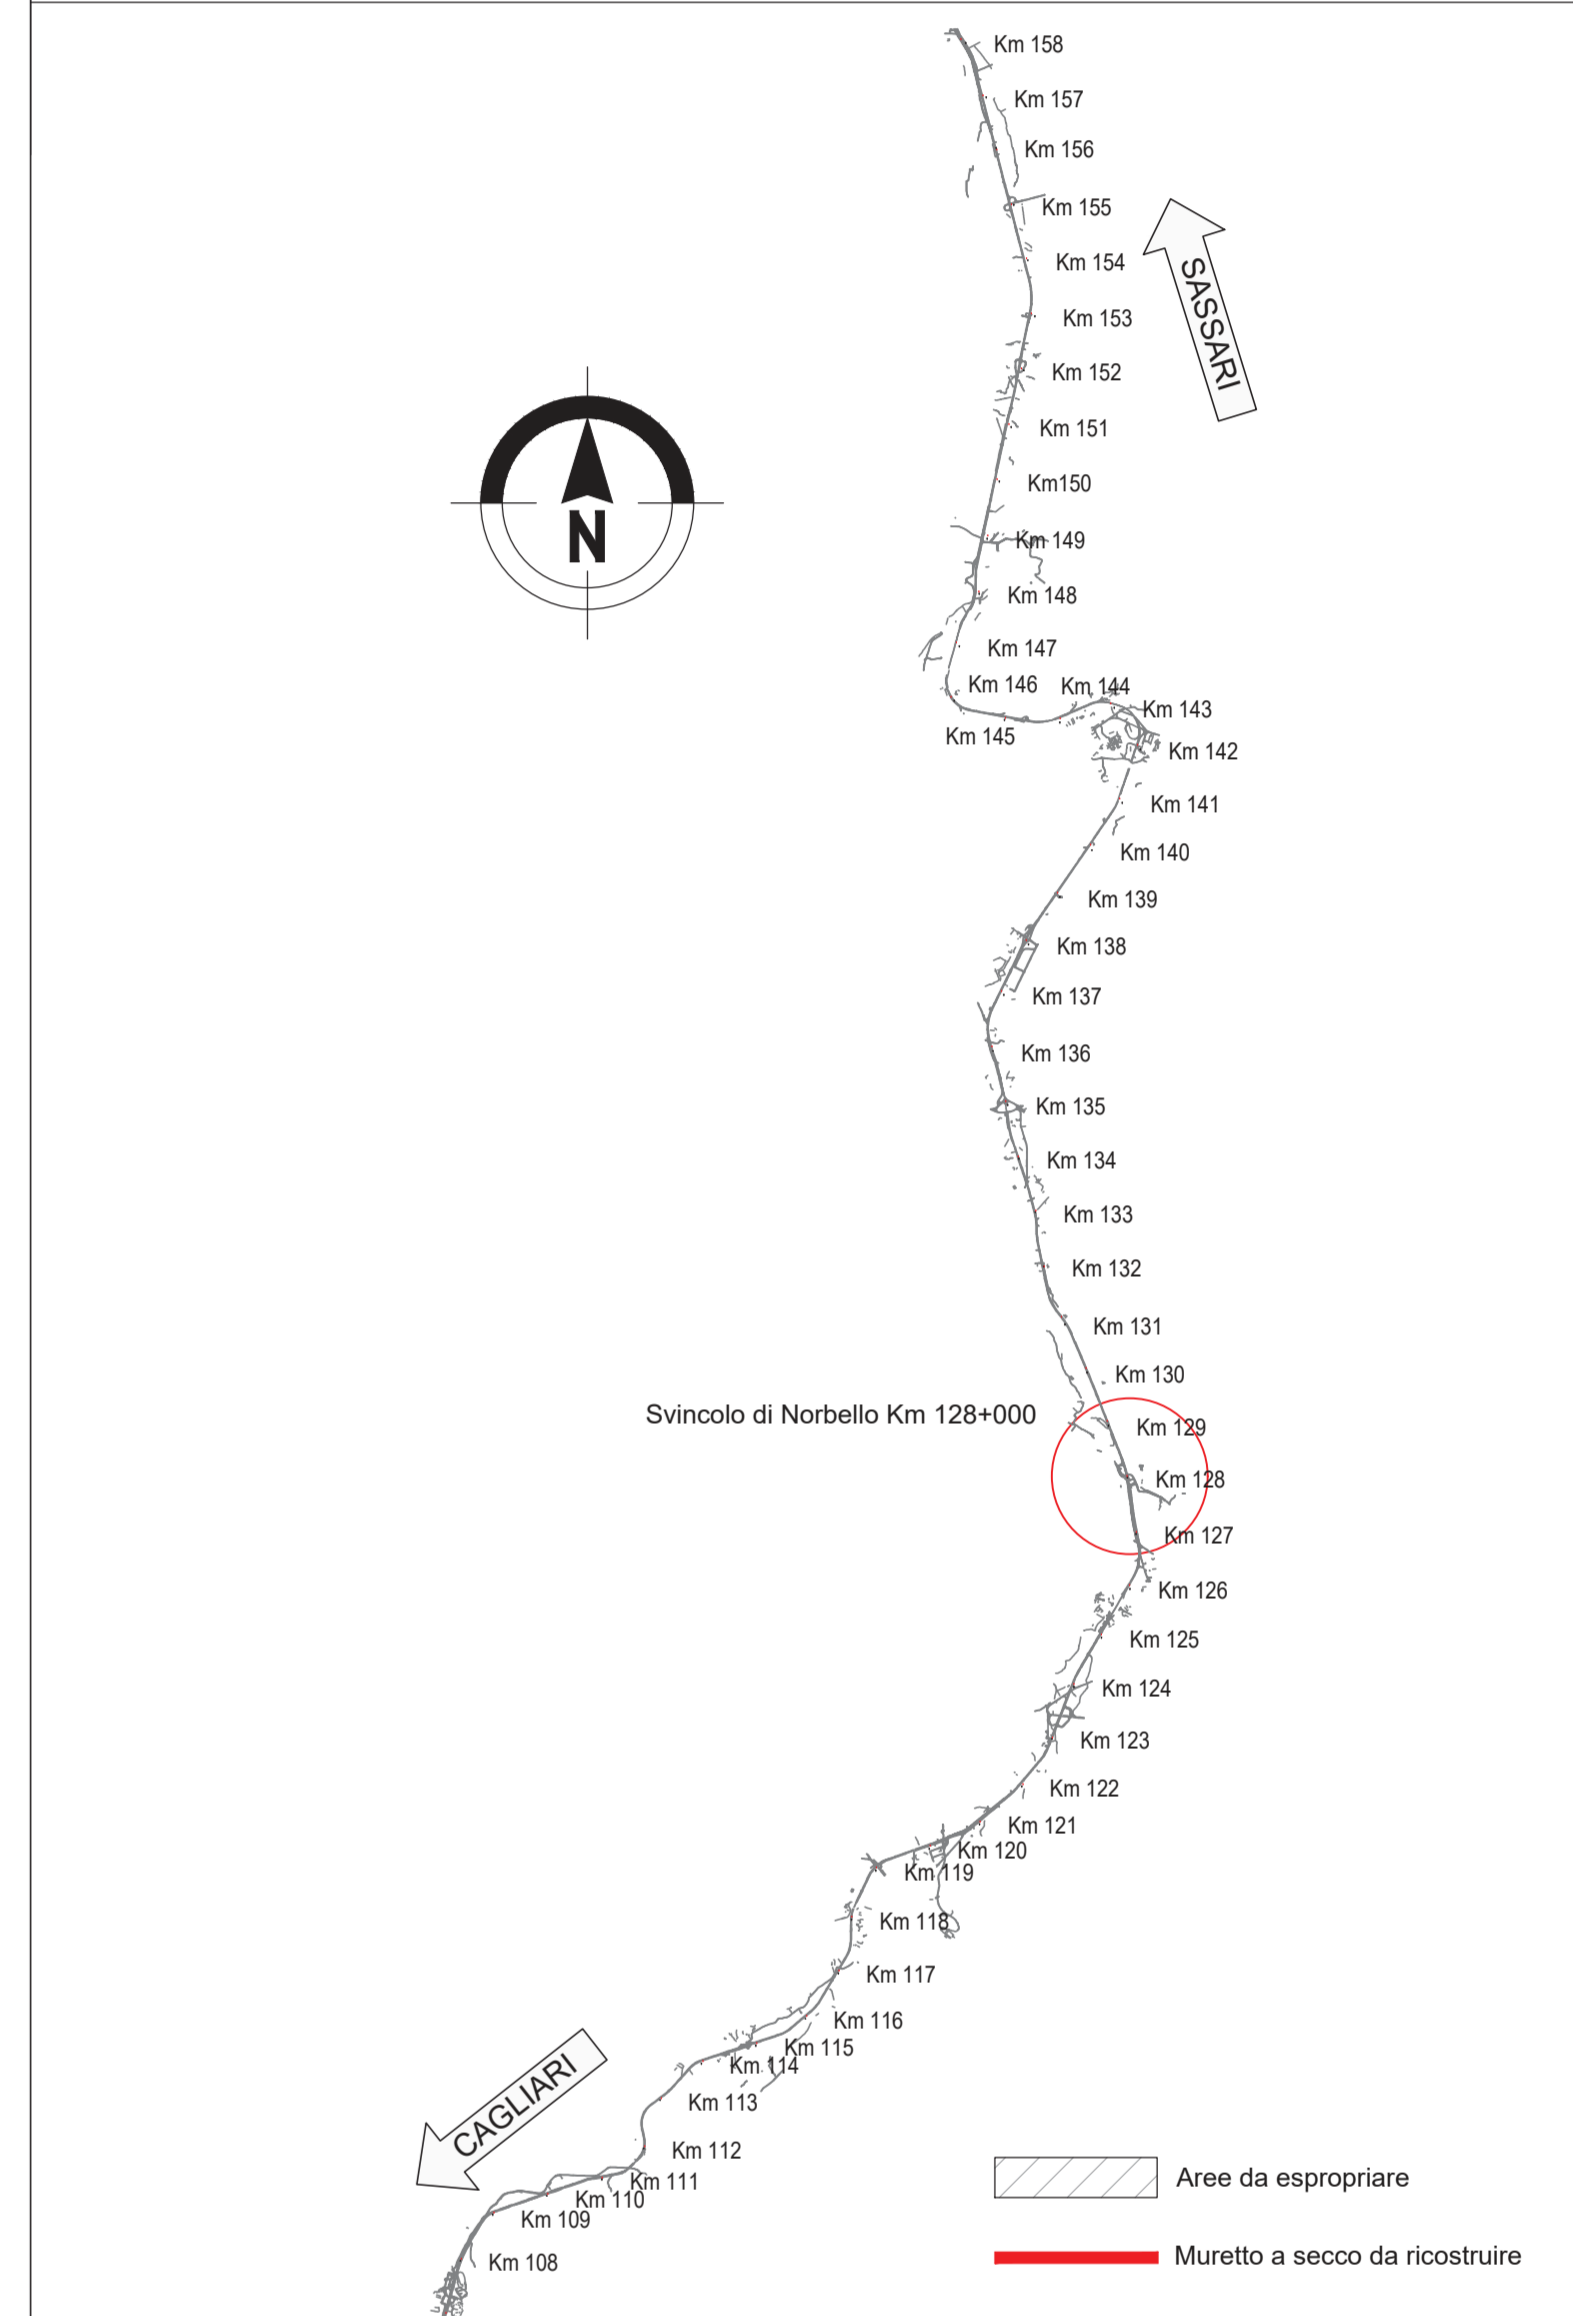 Km 158
Km 157
Km 156
Km 155
Km 154
SASSARI
Km 153
Km 152
Km 151
Km150
N
Km 149
Km 148
Km 147
Km 146
Km 144
Km 143
Km 145
Km 142
Km 141
Km 140
Km 139
Km 138
Km 137
Km 136
Km 135
Km 134
Km 133
Km 132
Km 131
Km 130
Svincolo di Norbello Km 128+000
Km 129
Km 128
Km 127
Km 126
Km 125
Km 124
Km 123
Km 122
Km 121
Km 120
Km 119
Km 118
Km 117
Km 116
Km 115
Km 114
Km 113
CAGLIARI
Km 112
Km 111
Km 110
Km 109
Km 108
Aree da espropriare
Muretto a secco da ricostruire